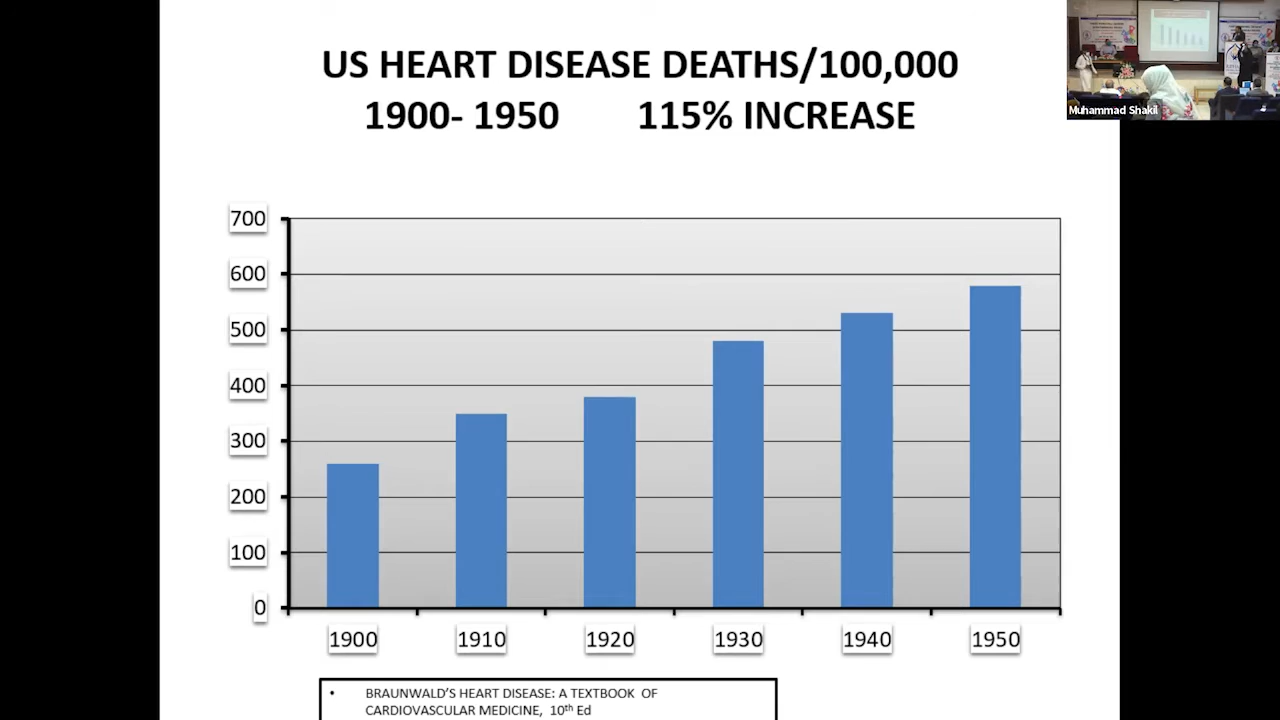 US HEART DISEASE DEATHS/100,000
1900- 1950 115% INCREASE
Muhammad Shakil
700
600
500
400
300
200
100
0
1900 1910 1920 1930 1940 1950
• BRAUNWALD'S HEART DISEASE: A TEXTBOOK OF
CARDIOVASCULAR MEDICINE, 10th Ed